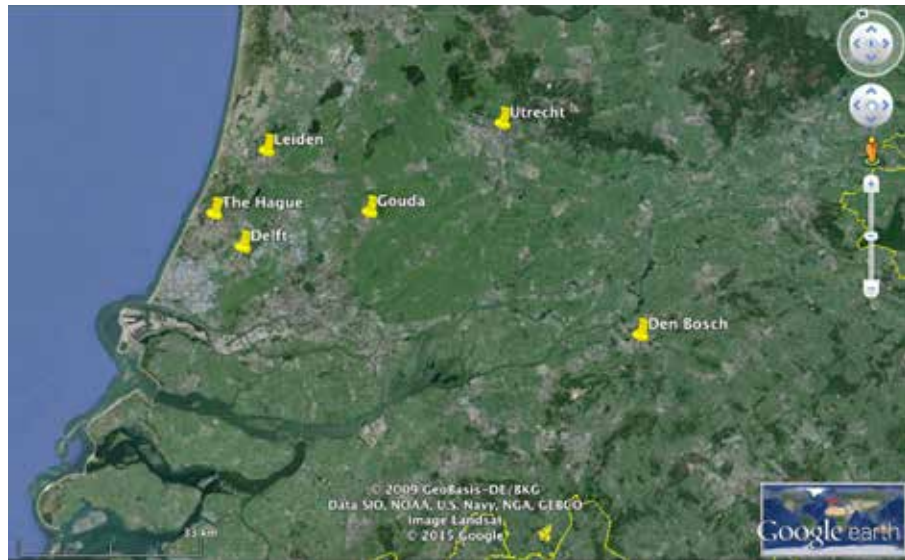 Utrecht
Leiden
The Hague
Gouda
Delft
Den Bosch
© 2009 GeoBasis-DE/BKG
Data SIO, NOAA, U.S. Navy, NGA, GEBCO
Image Landsat
© 2015 Google
km
Google earth